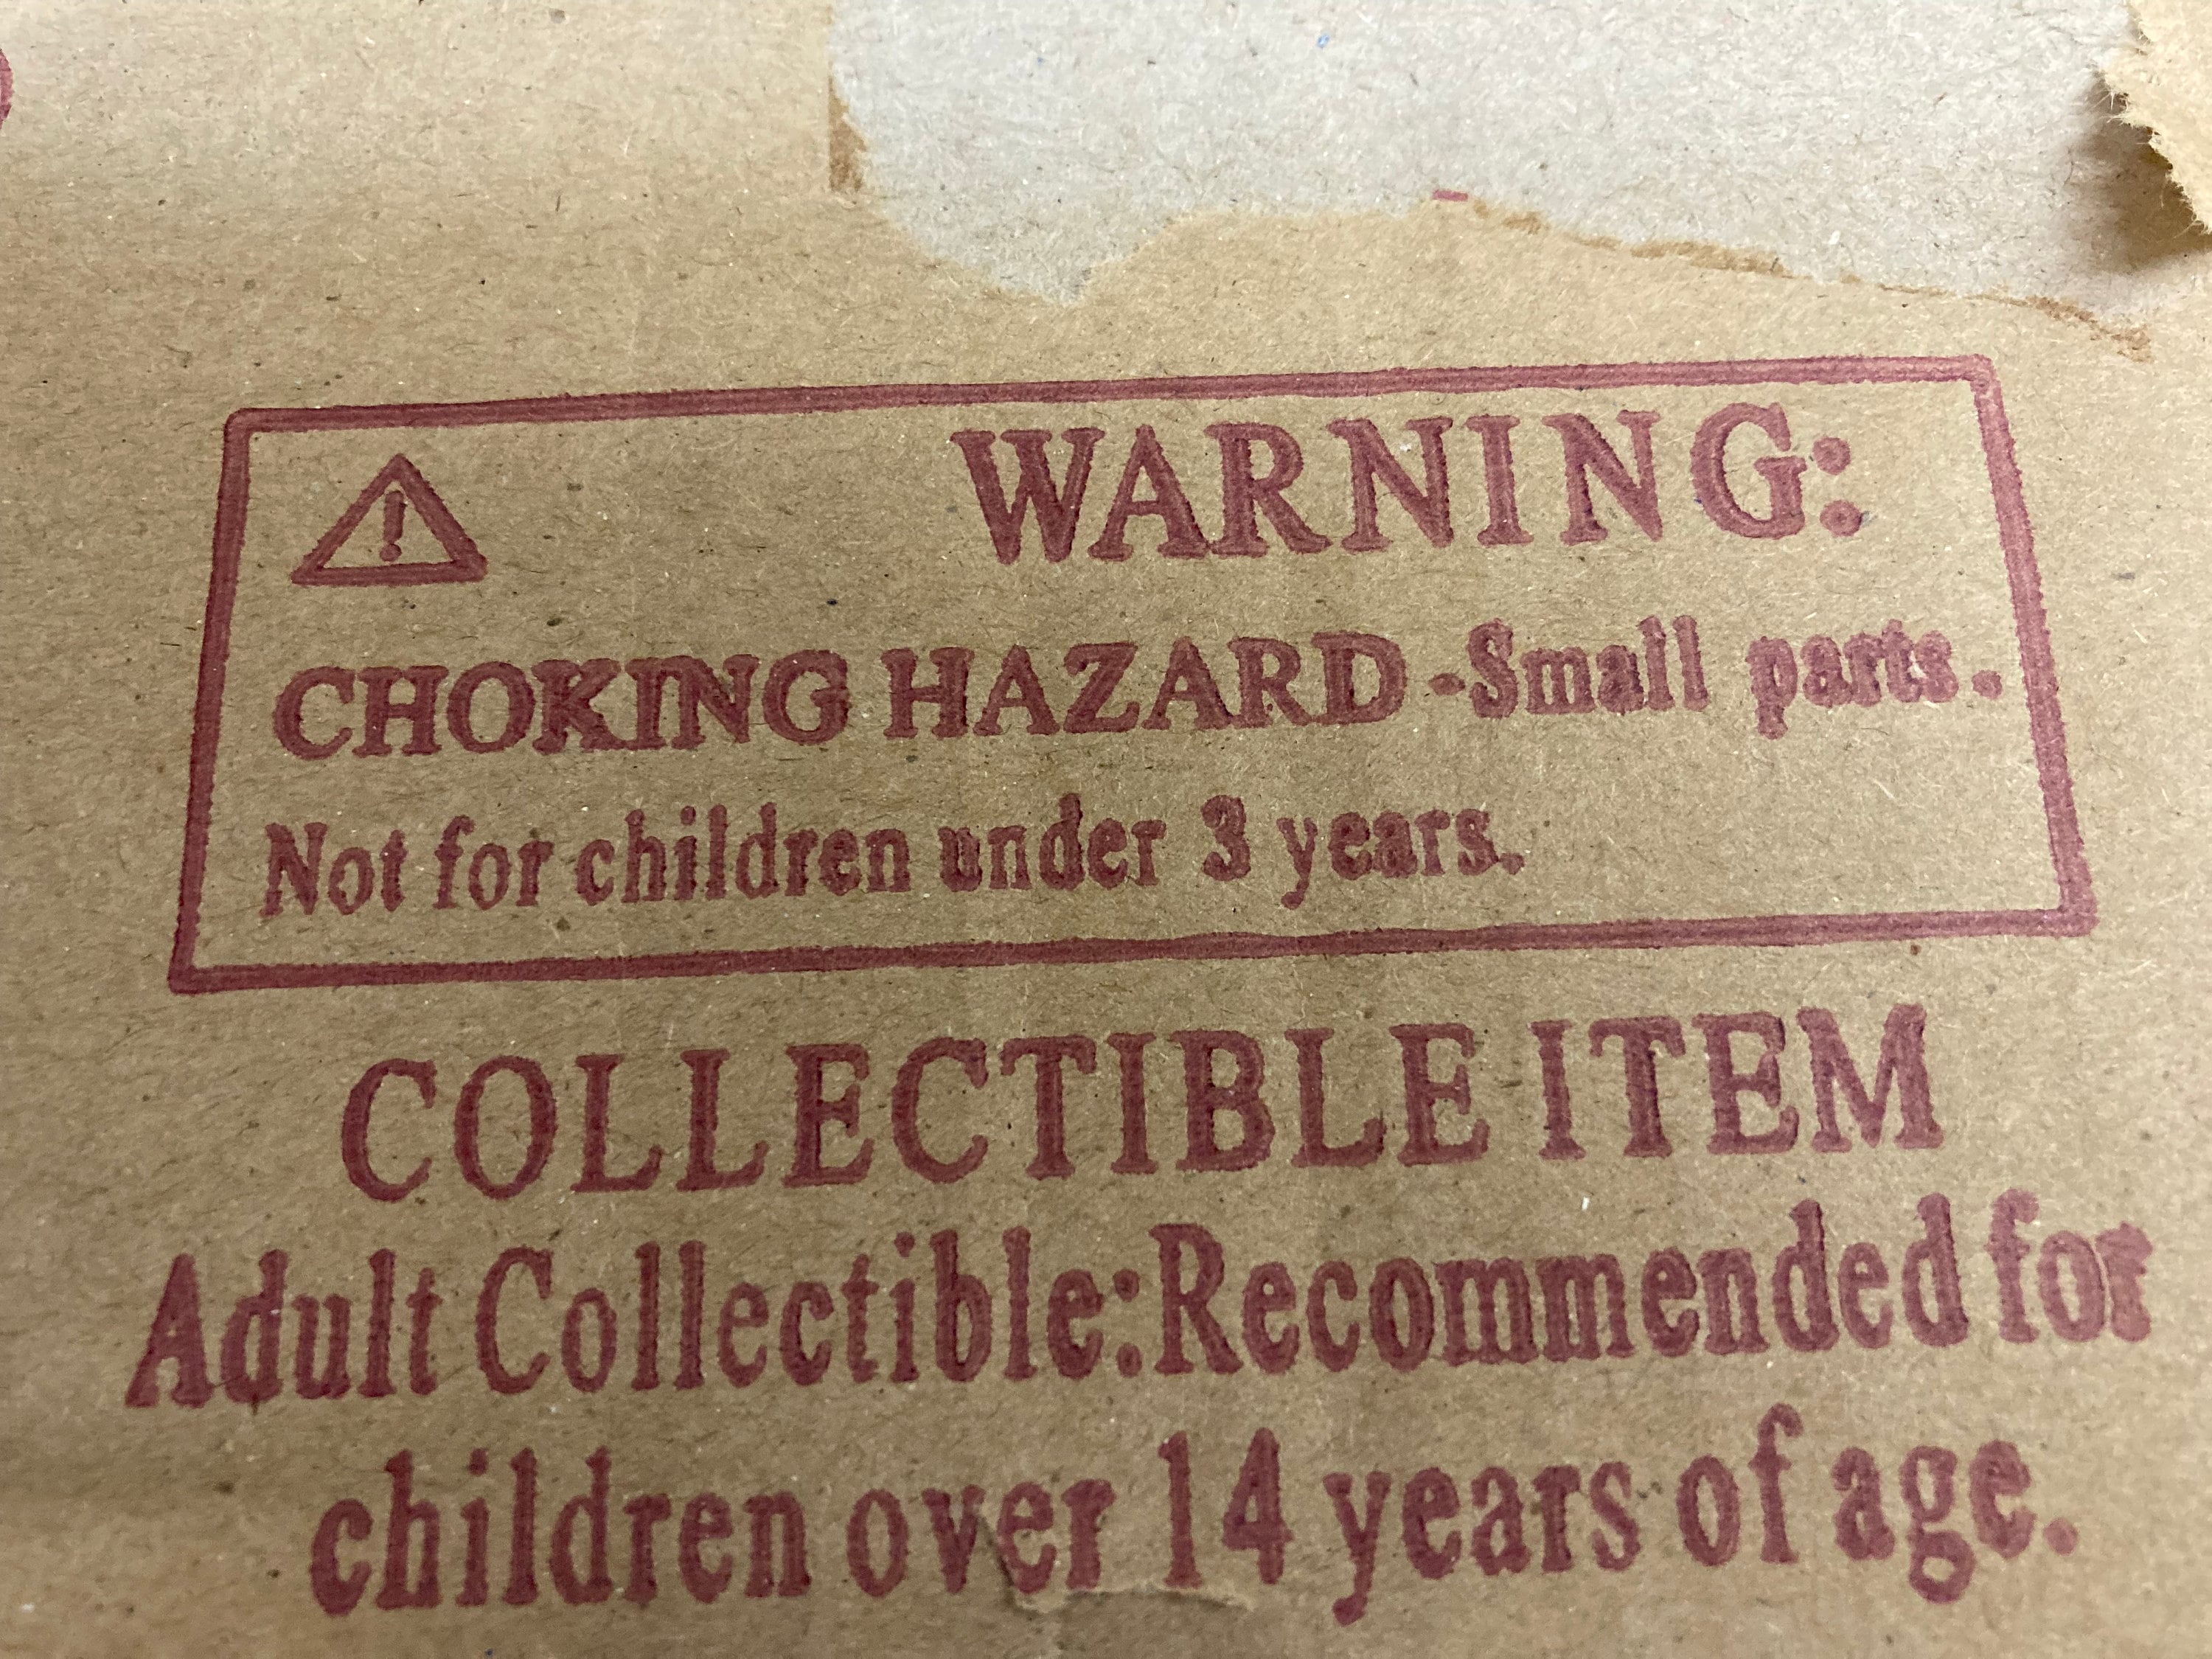 WARNING:
CHOKING HAZARD -Small parts.
Not for children under 3 years.
COLLECTIBLE ITEM
Adult Collectible:Recommended for
children over 14 years of age.